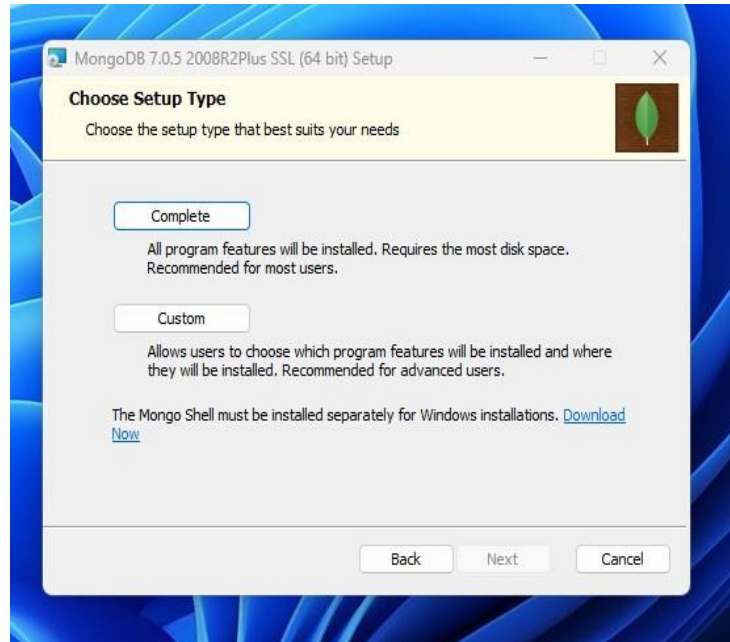 MongoDB 7.0.5 2008R2Plus SSL (64 bit) Setup
Choose Setup Type
Choose the setup type that best suits your needs
Complete
All program features will be installed. Requires the most disk space.
Recommended for most users.
Custom
Allows users to choose which program features will be installed and where
they will be installed. Recommended for advanced users.
The Mongo Shell must be installed separately for Windows installations. Download
Now
Back Next Cancel